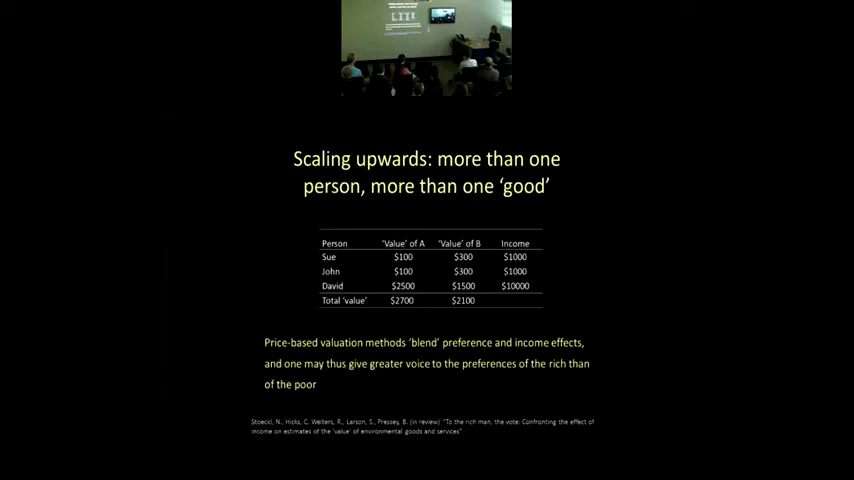 Scaling upwards: more than one
person, more than one ‘good’
Person ‘Value’ of A ‘Value’ of B Income
Sue $100 $300 $1000
John $100 $300 $1000
David $2500 $1500 $10000
Total ‘value’ $2700 $2100
Price-based valuation methods ‘blend’ preference and income effects,
and one may thus give greater voice to the preferences of the rich than
of the poor
Stoeckl, N., Hicks, C. Welters, R., Larson, S., Pressey, B. (in review) “To the rich man, the vote: Confronting the effect of
income on estimates of the ‘value’ of environmental goods and services”